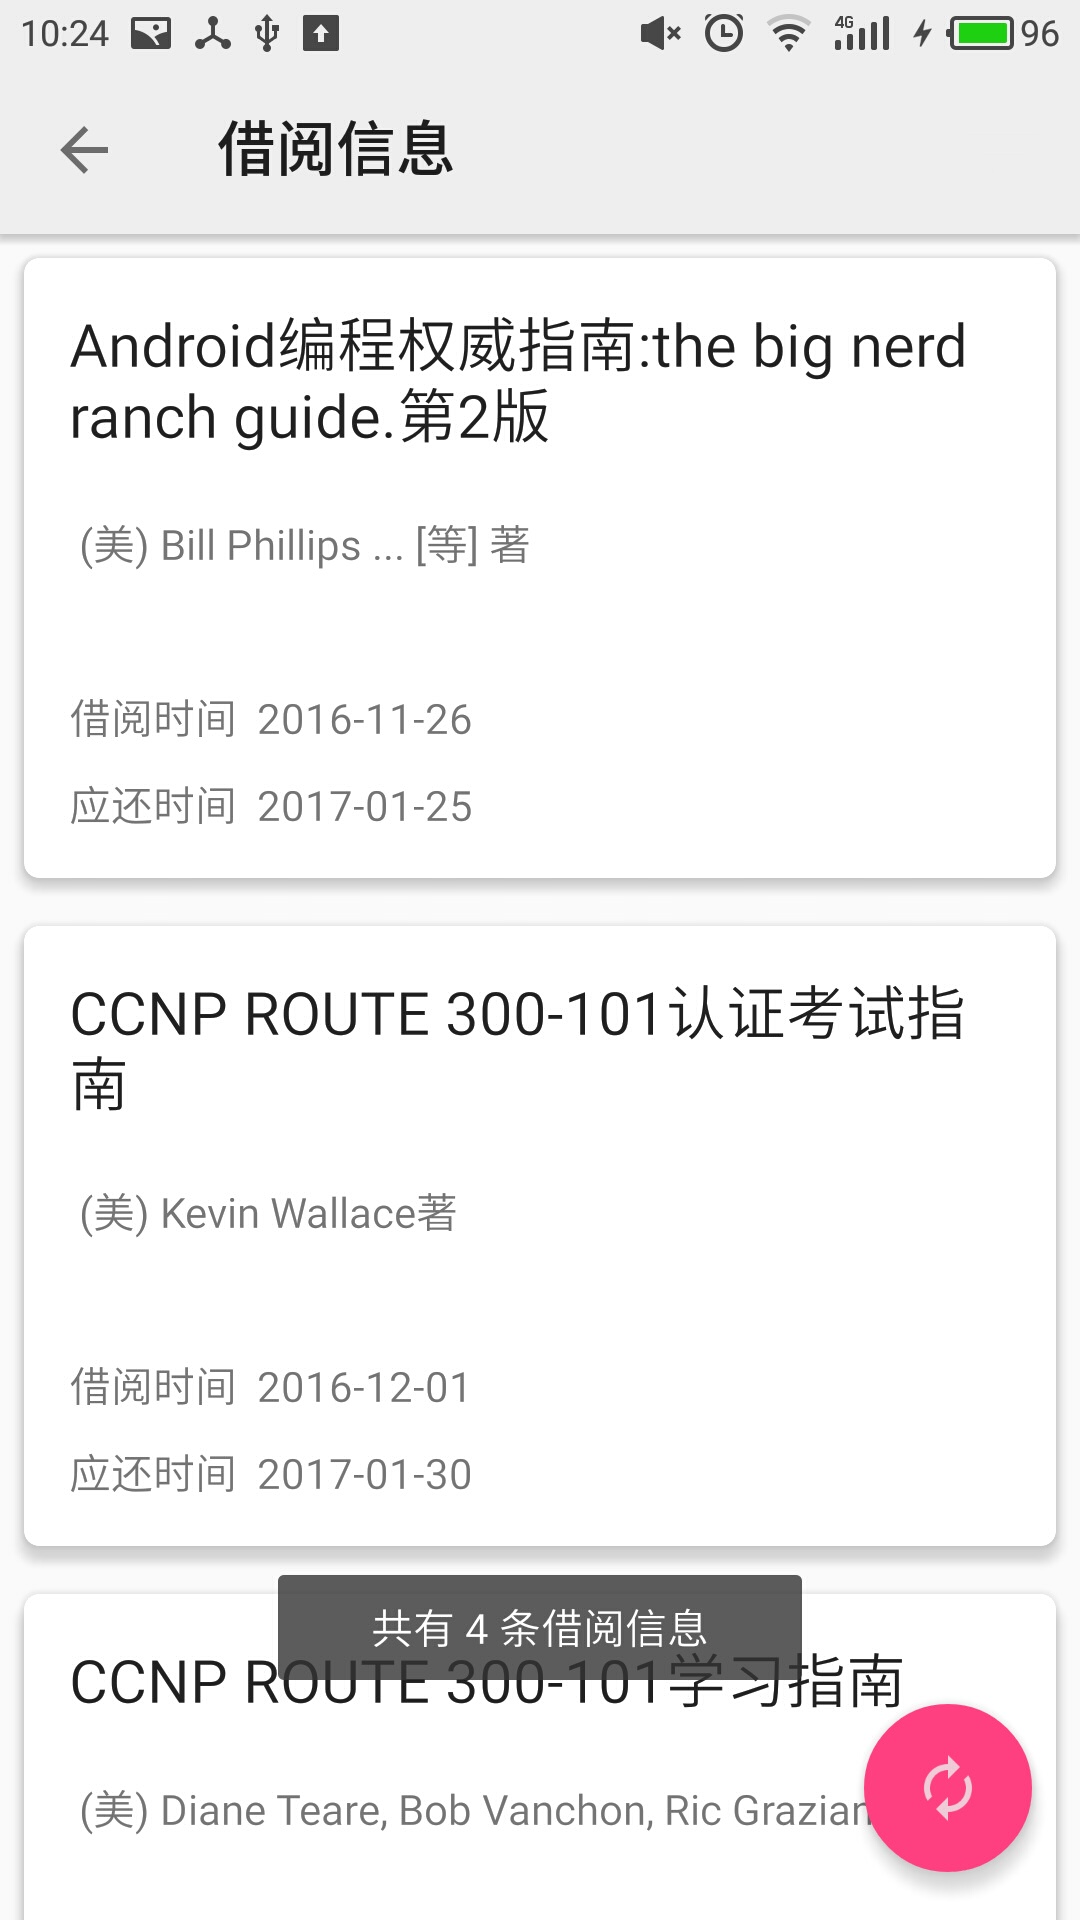 10:24
4G
96
借阅信息
Android编程权威指南:the big nerd
ranch guide.第2版
(美) Bill Phillips ... [等] 著
借阅时间 2016-11-26
应还时间 2017-01-25
CCNP ROUTE 300-101认证考试指
南
(美) Kevin Wallace著
借阅时间 2016-12-01
应还时间 2017-01-30
共有 4 条借阅信息
CCNP ROUTE 300-101学习指南
(美) Diane Teare, Bob Vanchon, Ric Grazian